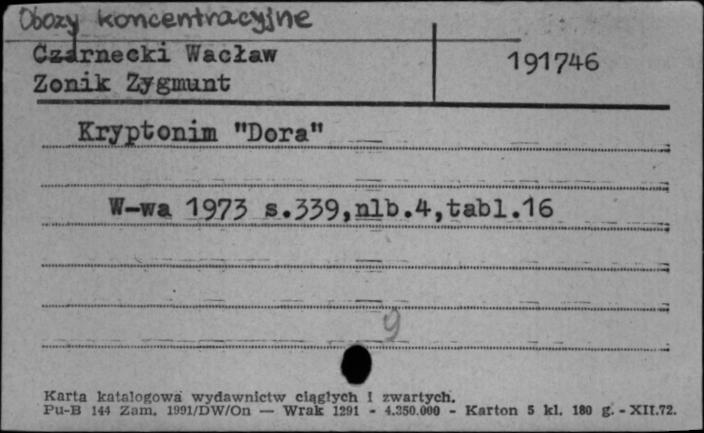 Obozy koncentracyjne
Czarnecki Wacław
Zonik Zygmunt
191746
Kryptonim "Dora"
W-wa 1973 s.339,nlb.4,tabl.16
9
Karta katalogowa wydawnictw ciągłych i zwartych.
Pu-B 144 Zam. 1991/DW/On — Wrak 1291 - 4.350.000 - Karton 5 kl. 180 g. - XII.72.